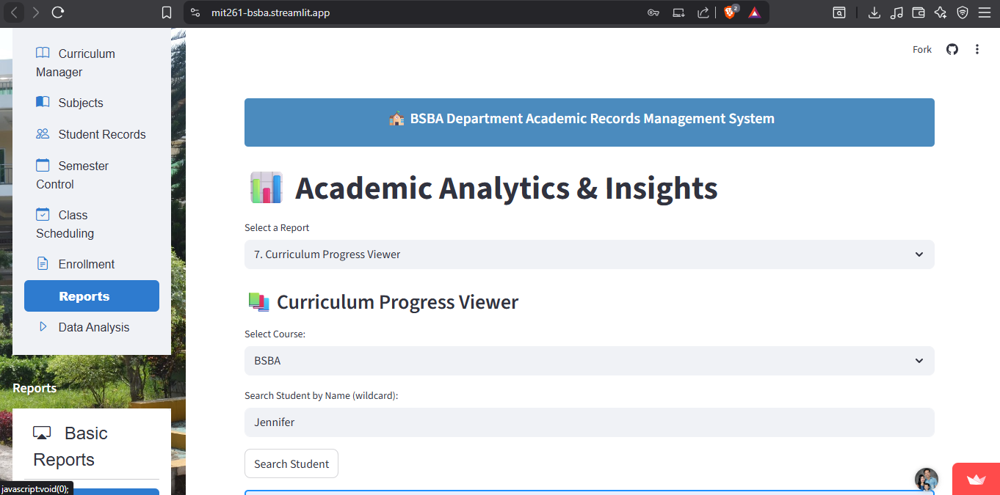 mit261-bsba.streamlit.app
2
Curriculum
Manager
Subjects
Student Records
Semester
Control
Class
Scheduling
Enrollment
Reports
Data Analysis
Reports
Basic
Reports
javascript:void(0);
Fork
BSBA Department Academic Records Management System
Academic Analytics & Insights
Select a Report
7. Curriculum Progress Viewer
Curriculum Progress Viewer
Select Course:
BSBA
Search Student by Name (wildcard):
Jennifer
Search Student